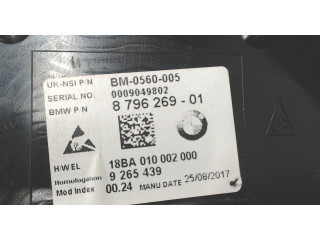 UK-NSI P/N BM-0560-005
SERIAL NO. 0009049802
BMW P/N 8 796 269 - 01
H/WEL 18BA 010 002 000
Homologation 9 265 439
Mod Index 00.24 MANU DATE 25/08/2017